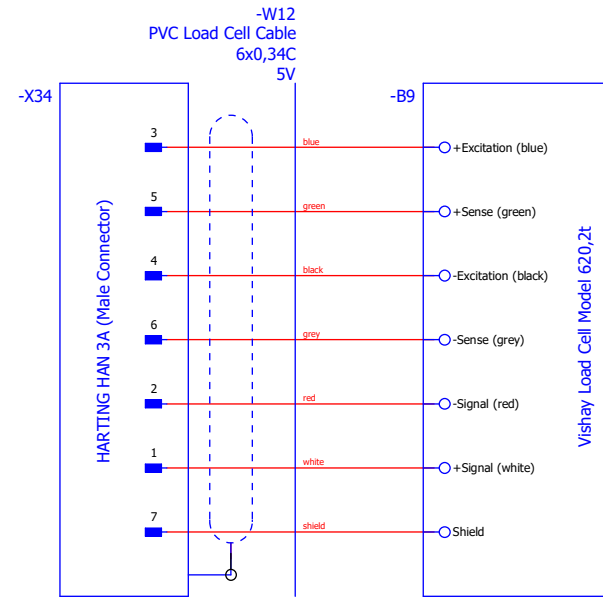 -W12
PVC Load Cell Cable
6x0,34C
5V
-X34
-B9
HARTING HAN 3A (Male Connector)
3
blue
+Excitation (blue)
5
green
+Sense (green)
4
black
-Excitation (black)
6
grey
-Sense (grey)
2
red
-Signal (red)
1
white
+Signal (white)
7
shield
Shield
Vishay Load Cell Model 620,2t